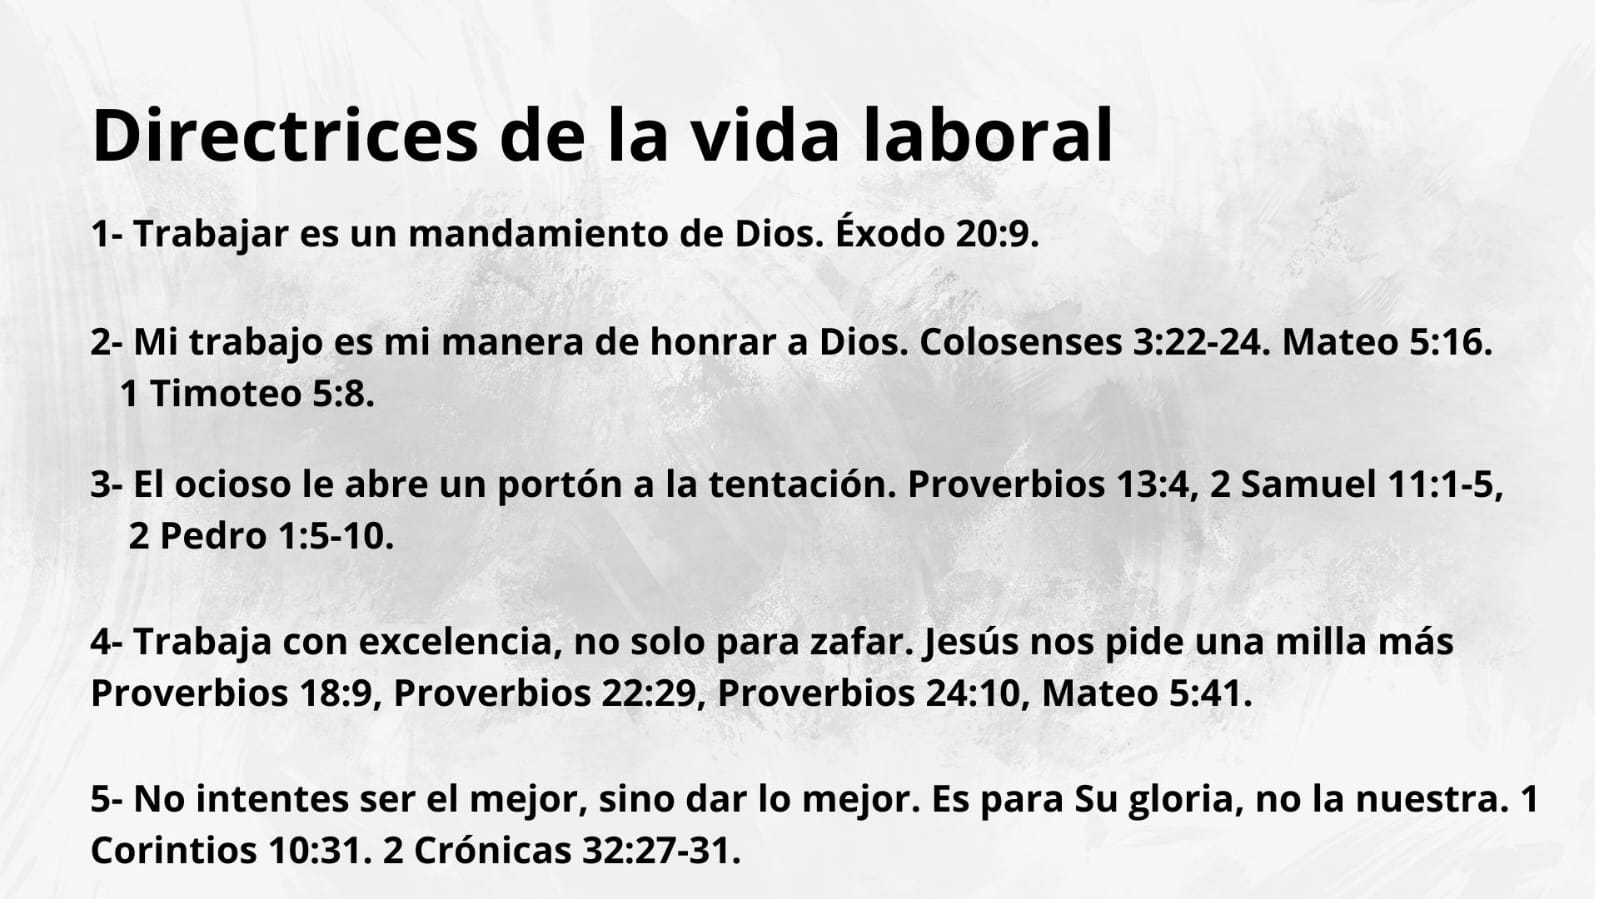 Directrices de la vida laboral
1- Trabajar es un mandamiento de Dios. Éxodo 20:9.
2- Mi trabajo es mi manera de honrar a Dios. Colosenses 3:22-24. Mateo 5:16.
1 Timoteo 5:8.
3- El ocioso le abre un portón a la tentación. Proverbios 13:4, 2 Samuel 11:1-5,
2 Pedro 1:5-10.
4- Trabaja con excelencia, no solo para zafar. Jesús nos pide una milla más
Proverbios 18:9, Proverbios 22:29, Proverbios 24:10, Mateo 5:41.
5- No intentes ser el mejor, sino dar lo mejor. Es para Su gloria, no la nuestra. 1
Corintios 10:31. 2 Crónicas 32:27-31.